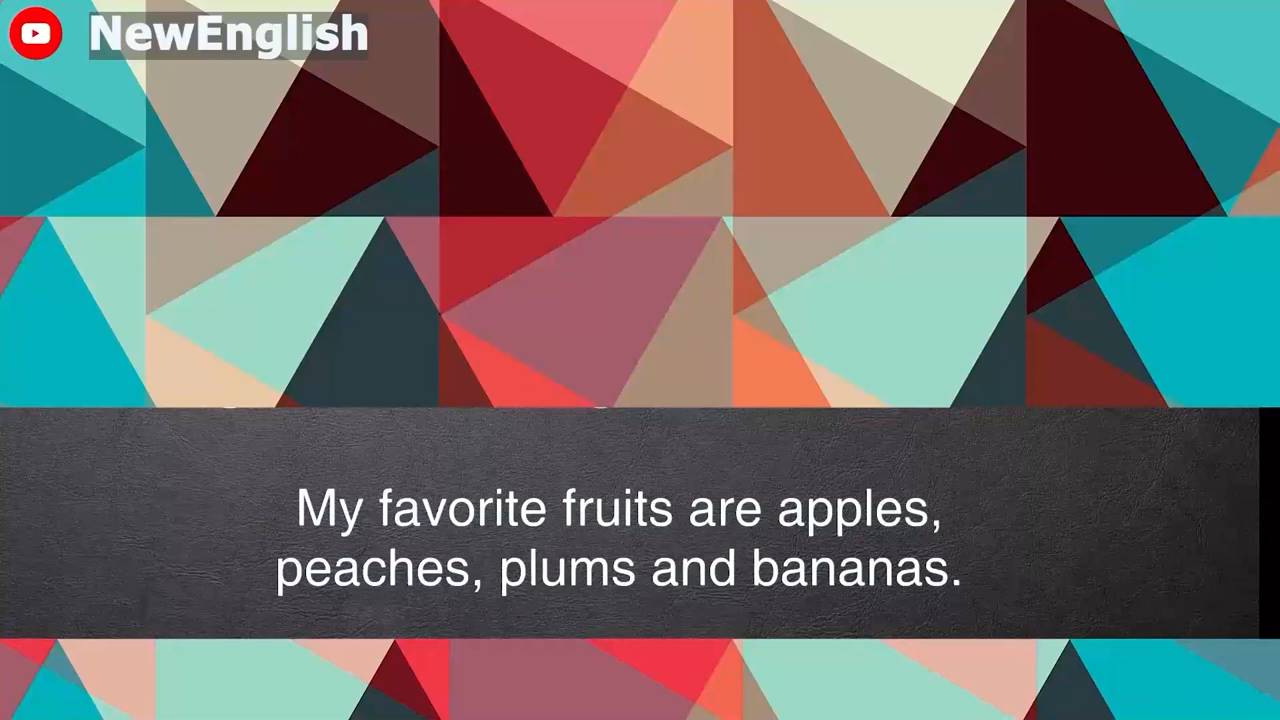 NewEnglish
My favorite fruits are apples,
peaches, plums and bananas.